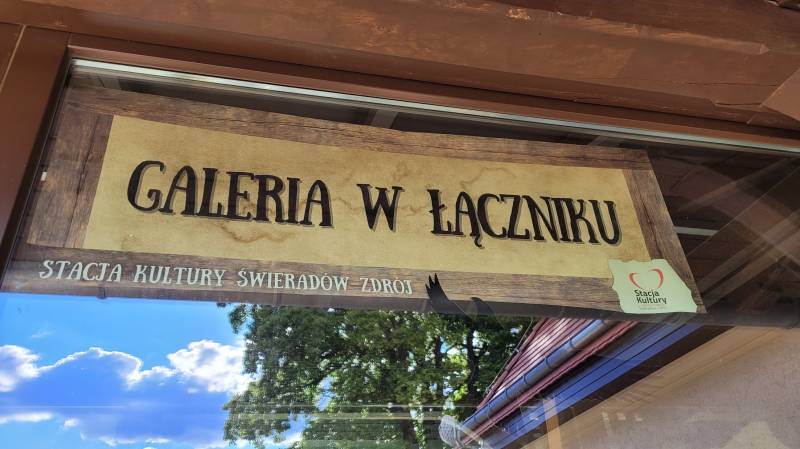 GALERIA W ŁĄCZNIKU
STACJA KULTURY ŚWIERADÓW ZDRÓJ
Stacja
Kultury